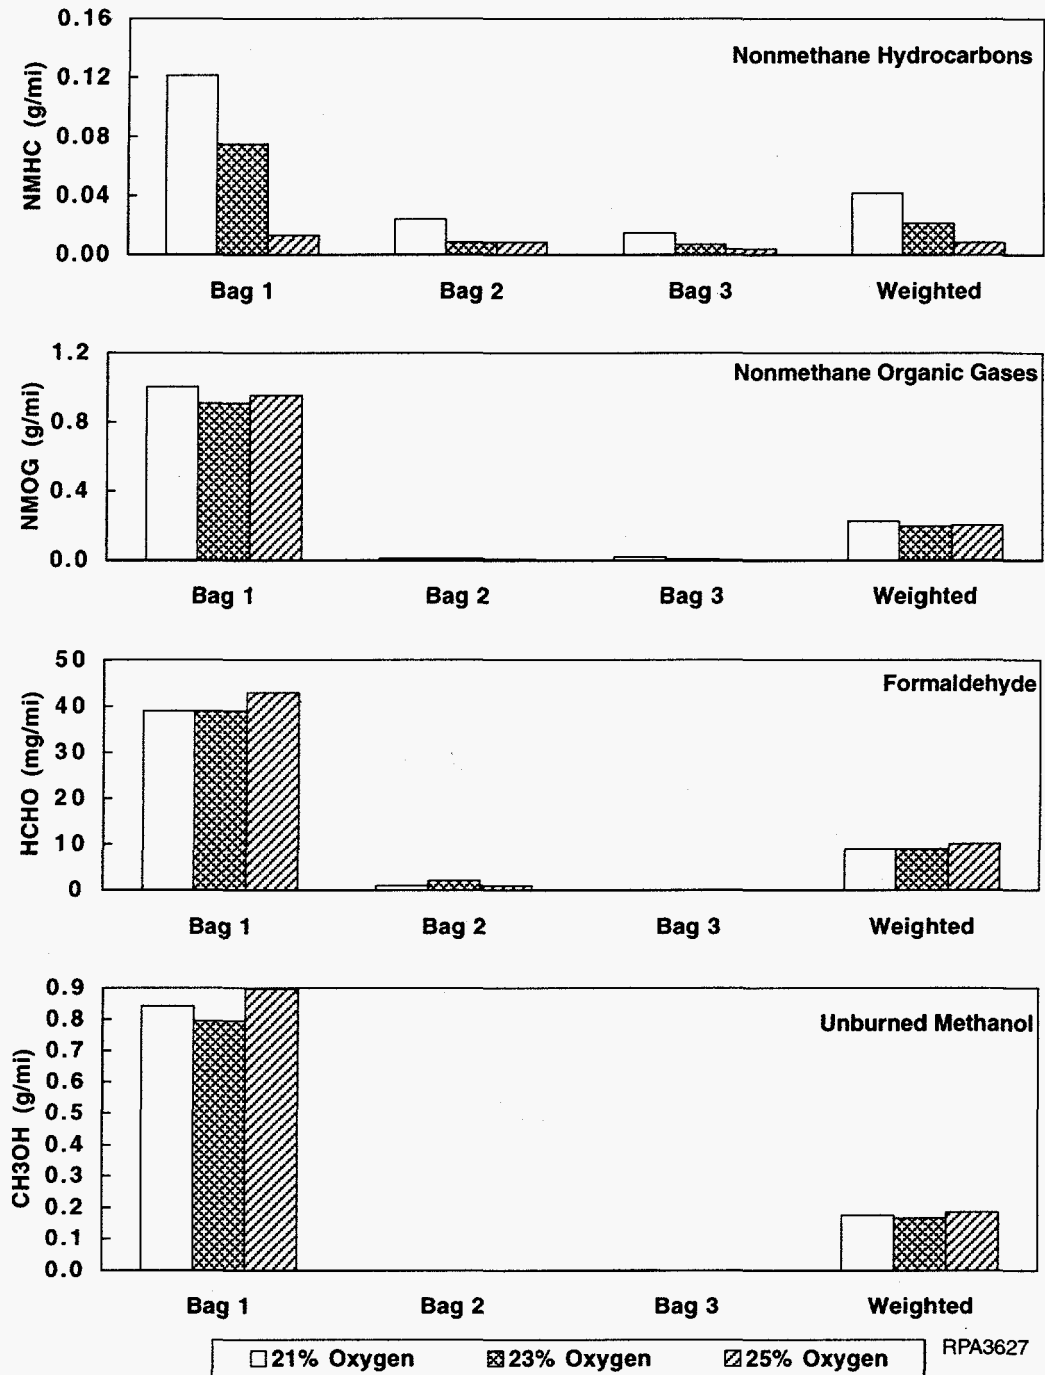 0.16
Nonmethane Hydrocarbons
0.12
0.08
0.04
0.00
NMHC (g/mi)
Bag 1 Bag 2 Bag 3 Weighted
1.2
Nonmethane Organic Gases
0.8
0.4
0.0
NMOG (g/mi)
Bag 1 Bag 2 Bag 3 Weighted
50
Formaldehyde
40
30
20
10
0
HCHO (mg/mi)
Bag 1 Bag 2 Bag 3 Weighted
0.9
Unburned Methanol
0.8
0.7
0.6
0.5
0.4
0.3
0.2
0.1
0.0
CH3OH (g/mi)
Bag 1 Bag 2 Bag 3 Weighted
21% Oxygen 23% Oxygen 25% Oxygen
RPA3627